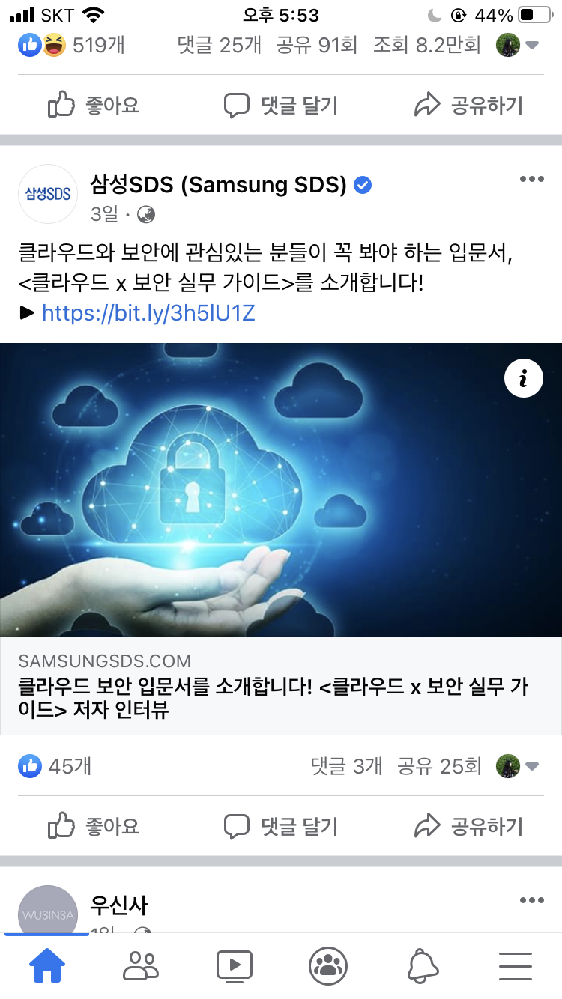 SKT 오후 5:53 44%
519개 댓글 25개 공유 91회 조회 8.2만회
좋아요 댓글 달기 공유하기
삼성SDS 삼성SDS (Samsung SDS)
3일 ·
클라우드와 보안에 관심있는 분들이 꼭 봐야 하는 입문서,
<클라우드 x 보안 실무 가이드>를 소개합니다!
▶ https://bit.ly/3h5lU1Z
i
SAMSUNGSDS.COM
클라우드 보안 입문서를 소개합니다! <클라우드 x 보안 실무 가
이드> 저자 인터뷰
45개 댓글 3개 공유 25회
좋아요 댓글 달기 공유하기
WUSINSA 우신사